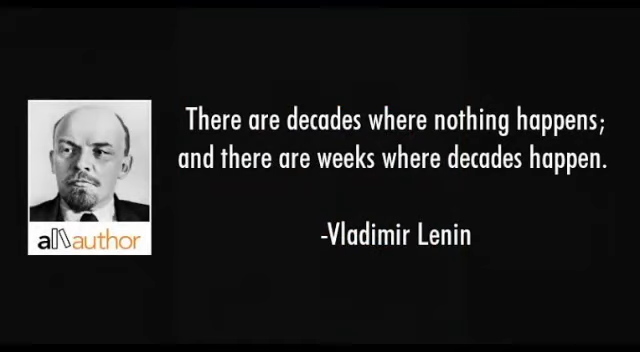 There are decades where nothing happens;
and there are weeks where decades happen.
-Vladimir Lenin
allauthor